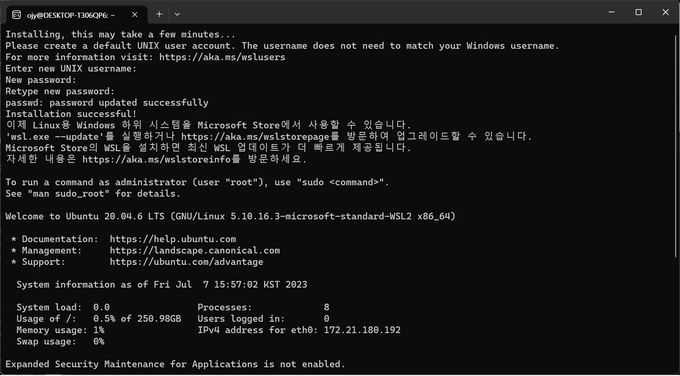 ojy@DESKTOP-T306QP6: ~
Installing, this may take a few minutes...
Please create a default UNIX user account. The username does not need to match your Windows username.
For more information visit: https://aka.ms/wslusers
Enter new UNIX username:
New password:
Retype new password:
passwd: password updated successfully
Installation successful!
이제 Linux용 Windows 하위 시스템을 Microsoft Store에서 사용할 수 있습니다.
'wsl.exe --update'를 실행하거나 https://aka.ms/wslstorepage를 방문하여 업그레이드할 수 있습니다.
Microsoft Store의 WSL을 설치하면 최신 WSL 업데이트가 더 빠르게 제공됩니다.
자세한 내용은 https://aka.ms/wslstoreinfo를 방문하세요.
To run a command as administrator (user "root"), use "sudo <command>".
See "man sudo_root" for details.
Welcome to Ubuntu 20.04.6 LTS (GNU/Linux 5.10.16.3-microsoft-standard-WSL2 x86_64)
* Documentation:  https://help.ubuntu.com
* Management:     https://landscape.canonical.com
* Support:        https://ubuntu.com/advantage
System information as of Fri Jul  7 15:57:02 KST 2023
System load:  0.0                Processes:             8
Usage of /:   0.5% of 250.98GB   Users logged in:       0
Memory usage: 1%                 IPv4 address for eth0: 172.21.180.192
Swap usage:   0%
Expanded Security Maintenance for Applications is not enabled.